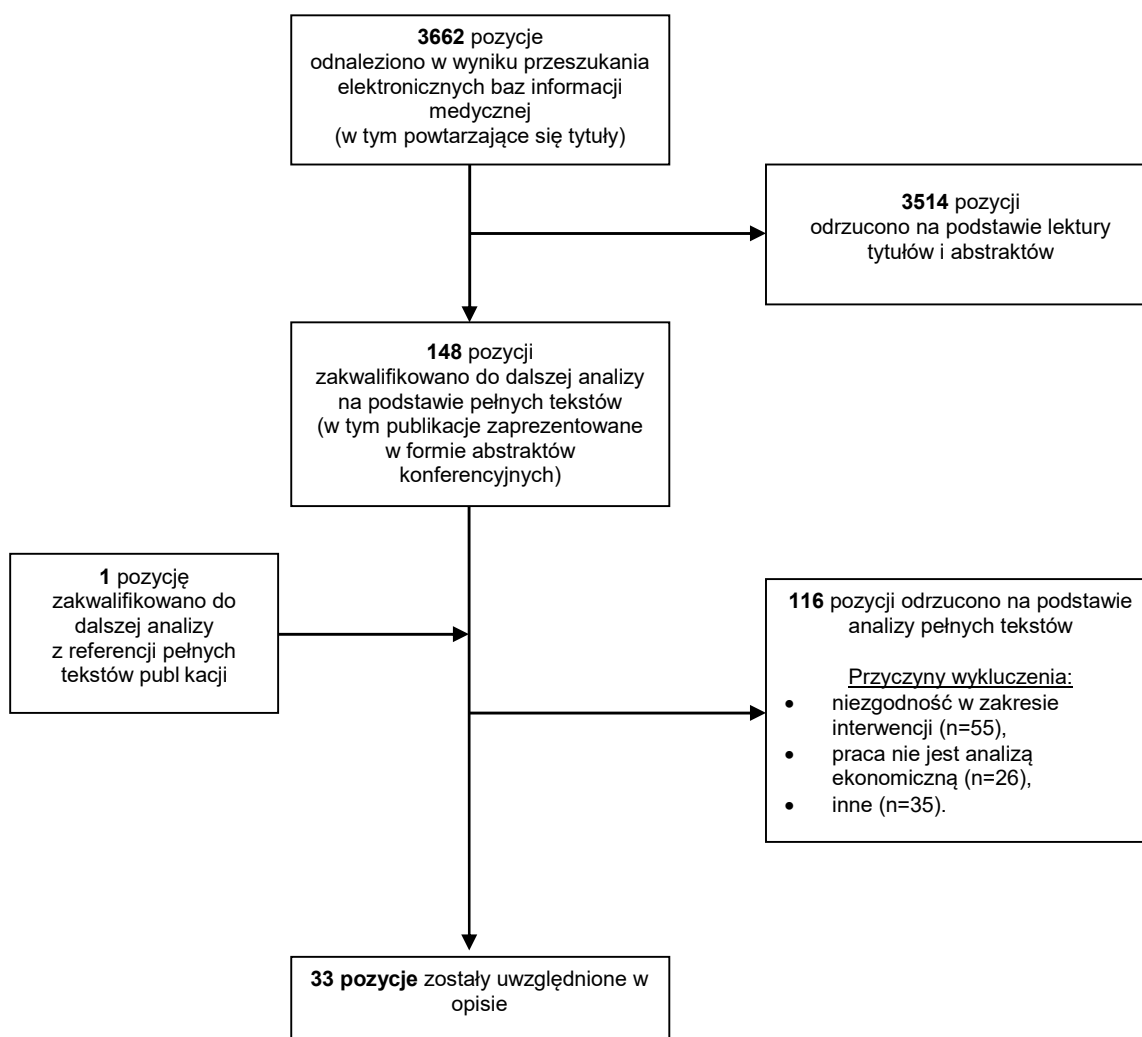 3662 pozycje
odnaleziono w wyniku przeszukania
elektronicznych baz informacji
medycznej
(w tym powtarzające się tytuły)
3514 pozycji
odrzucono na podstawie lektury
tytułów i abstraktów
148 pozycji
zakwalifikowano do dalszej analizy
na podstawie pełnych tekstów
(w tym publikacje zaprezentowane
w formie abstraktów
konferencyjnych)
1 pozycję
zakwalifikowano do
dalszej analizy
z referencji pełnych
tekstów publ kacji
116 pozycji odrzucono na podstawie
analizy pełnych tekstów
Przyczyny wykluczenia:
• niezgodność w zakresie
interwencji (n=55),
• praca nie jest analizą
ekonomiczną (n=26),
• inne (n=35).
33 pozycje zostały uwzględnione w
opisie